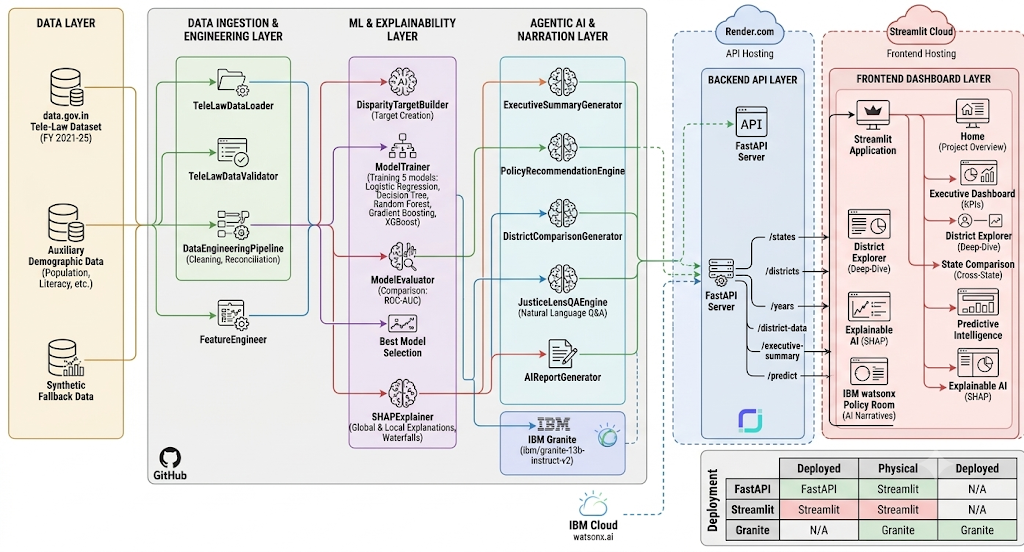 DATA LAYER
data.gov.in
Tele-Law Dataset
(FY 2021-25)
Auxiliary
Demographic Data
(Population,
Literacy, etc.)
Synthetic
Fallback Data
DATA INGESTION &
ENGINEERING LAYER
TeleLawDataLoader
TeleLawDataValidator
DataEngineeringPipeline
(Cleaning, Reconciliation)
FeatureEngineer
GitHub
ML & EXPLAINABILITY
LAYER
AI
DisparityTargetBuilder
(Target Creation)
ModelTrainer
(Training 5 models:
Logistic Regression,
Decision Tree,
Random Forest,
Gradient Boosting,
XGBoost)
ModelEvaluator
(Comparison:
ROC-AUC)
Best Model
Selection
SHAPExplainer
(Global & Local Explanations,
Waterfalls)
AGENTIC AI &
NARRATION LAYER
ExecutiveSummaryGenerator
PolicyRecommendationEngine
DistrictComparisonGenerator
JusticeLensQAEngine
(Natural Language Q&A)
AIReportGenerator
IBM
IBM Granite
(ibm/granite-13b-
instruct-v2)
IBM Cloud
watsonx.ai
Render.com
API Hosting
BACKEND API LAYER
API
FastAPI
Server
FastAPI
Server
/states
/districts
/years
/district-data
/executive-
summary
/predict
Streamlit Cloud
Frontend Hosting
FRONTEND DASHBOARD LAYER
Streamlit
Application
District
Explorer
(Deep-Dive)
Explainable
AI (SHAP)
IBM watsonx
Policy Room
(AI Narratives)
Home
(Project Overview)
Executive Dashboard
(KPIs)
District Explorer
(Deep-Dive)
State Comparison
(Cross-State)
Predictive
Intelligence
Explainable AI
(SHAP)
Deployment
Deployed Physical Deployed
FastAPI FastAPI Streamlit N/A
Streamlit Streamlit Streamlit N/A
Granite N/A Granite Granite